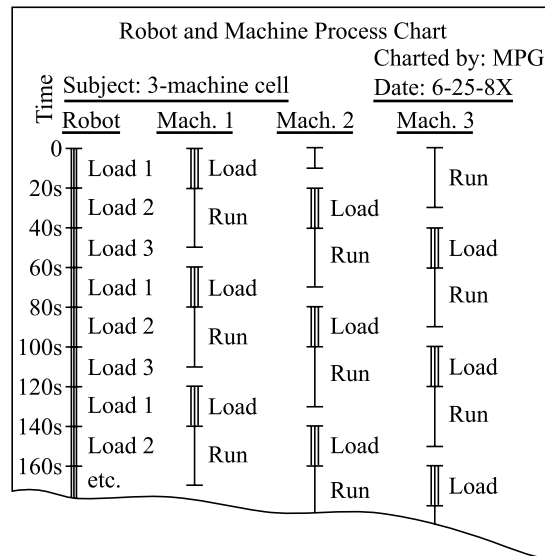 Robot and Machine Process Chart
Charted by: MPG
Subject: 3-machine cell
Date: 6-25-8X
Time
Robot Mach. 1 Mach. 2 Mach. 3
0
Load 1 Load Run
20s
Load 2 Run Load
40s
Load 3 Run Load
60s
Load 1 Load Run
80s
Load 2 Run Load
100s
Load 3 Run Load
120s
Load 1 Load Run
140s
Load 2 Run Load
160s
etc. Run Load